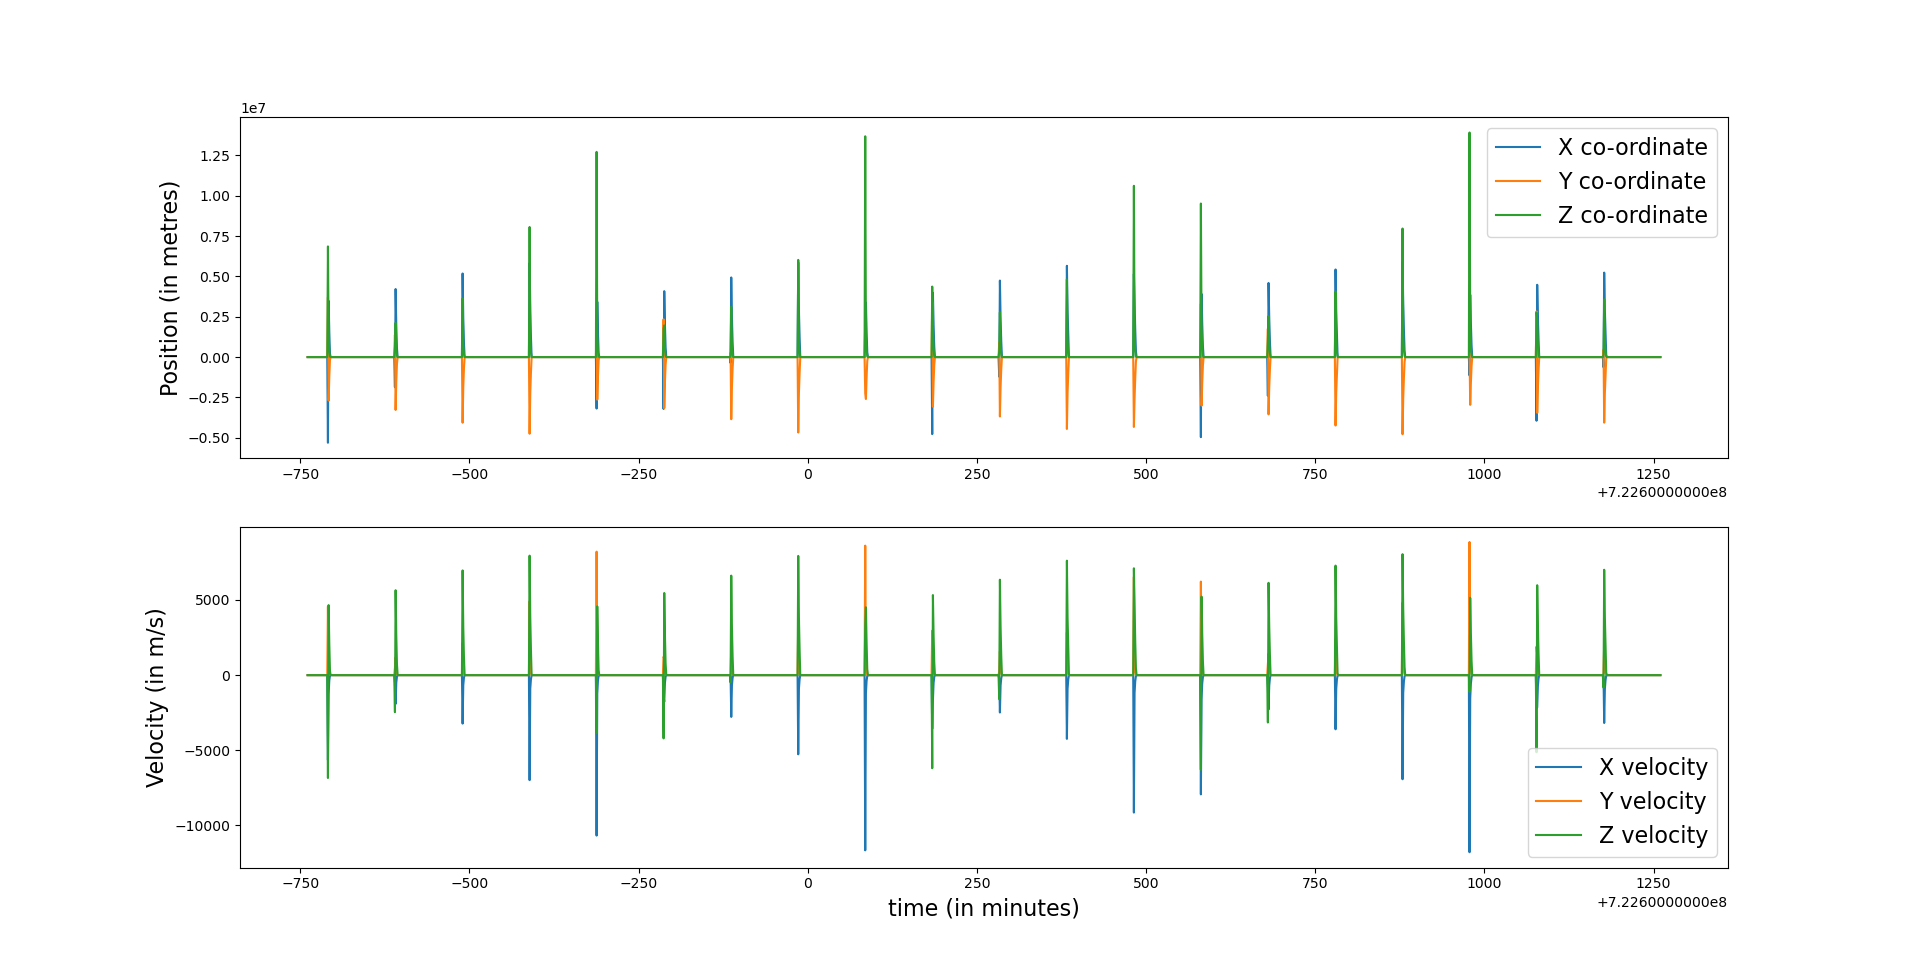 1e7
Position (in metres)
1.25
1.00
0.75
0.50
0.25
0.00
−0.25
−0.50
X co-ordinate
Y co-ordinate
Z co-ordinate
−750 −500 −250 0 250 500 750 1000 1250
+7.2260000000e8
Velocity (in m/s)
5000
0
−5000
−10000
X velocity
Y velocity
Z velocity
−750 −500 −250 0 250 500 750 1000 1250
+7.2260000000e8
time (in minutes)